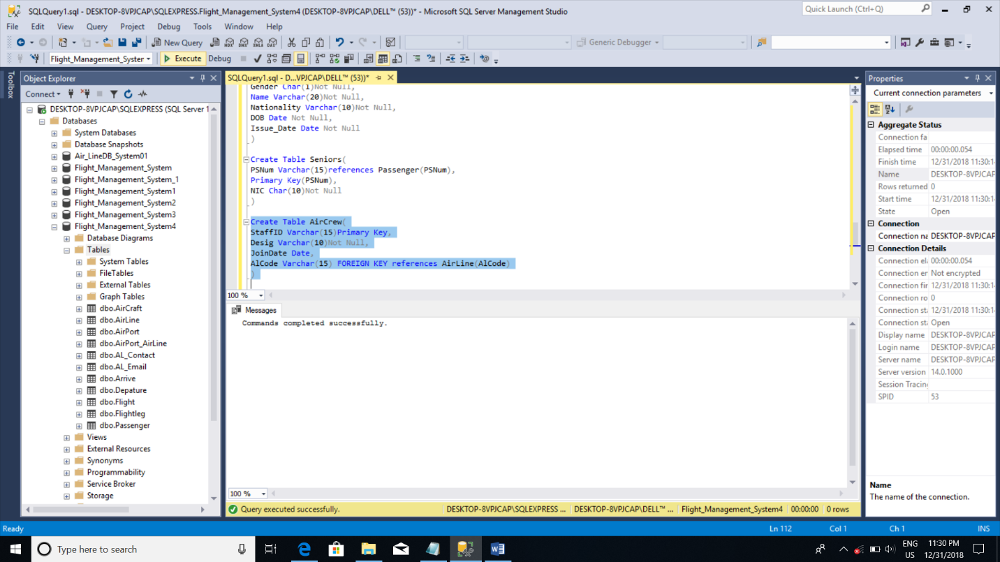 SQLQuery1.sql - DESKTOP-8VPJCAP\SQLEXPRESS.Flight_Management_System4 (DESKTOP-8VPJCAP\DELL™ (53))* - Microsoft SQL Server Management Studio
Quick Launch (Ctrl+Q)
File Edit View Query Project Debug Tools Window Help
New Query
Generic Debugger
Flight_Management_Syster
Execute Debug
Toolbox
Object Explorer
Connect
DESKTOP-8VPJCAP\SQLEXPRESS (SQL Server 1
Databases
System Databases
Database Snapshots
Air_LineDB_System01
Flight_Management_System
Flight_Management_System_1
Flight_Management_System1
Flight_Management_System2
Flight_Management_System3
Flight_Management_System4
Database Diagrams
Tables
System Tables
FileTables
External Tables
Graph Tables
dbo.AirCraft
dbo.AirLine
dbo.AirPort
dbo.AirPort_AirLine
dbo.AL_Contact
dbo.AL_Email
dbo.Arrive
dbo.Depature
dbo.Flight
dbo.Flightleg
dbo.Passenger
Views
External Resources
Synonyms
Programmability
Service Broker
Storage
SQLQuery1.sql - D...VPJCAP\DELL™ (53))*
Gender Char(1)Not Null,
Name Varchar(20)Not Null,
Nationality Varchar(10)Not Null,
DOB Date Not Null,
Issue_Date Date Not Null
)
Create Table Seniors(
PSNum Varchar(15)references Passenger(PSNum),
Primary Key(PSNum),
NIC Char(10)Not Null
)
Create Table AirCrew(
StaffID Varchar(15)Primary Key,
Desig Varchar(10)Not Null,
JoinDate Date,
AlCode Varchar(15) FOREIGN KEY references AirLine(AlCode)
)
100 %
Messages
Commands completed successfully.
100 %
Query executed successfully.
DESKTOP-8VPJCAP\SQLEXPRESS ... DESKTOP-8VPJCAP\DELL™ ... Flight_Management_System4 00:00:00 0 rows
Properties
Current connection parameters
Aggregate Status
Connection fa
Elapsed time 00:00:00.054
Finish time 12/31/2018 11:30:1
Name DESKTOP-8VPJCAP
Rows returned 0
Start time 12/31/2018 11:30:1
State Open
Connection
Connection na DESKTOP-8VPJCAP
Connection Details
Connection el 00:00:00.054
Connection er Not encrypted
Connection fir 12/31/2018 11:30:1
Connection ro 0
Connection st 12/31/2018 11:30:1
Connection st Open
Display name DESKTOP-8VPJCAP
Login name DESKTOP-8VPJCAP
Server name DESKTOP-8VPJCAP
Server version 14.0.1000
Session Tracin
SPID 53
Name
The name of the connection.
Ready
Ln 112 Col 1 Ch 1 INS
Type here to search
ENG
US
11:30 PM
12/31/2018